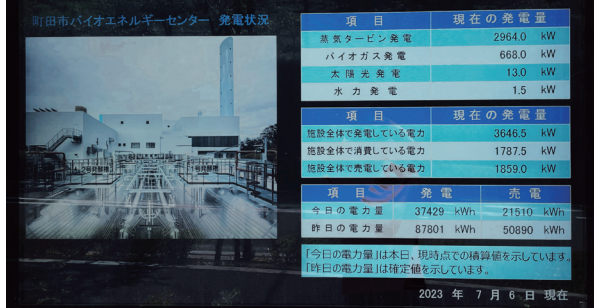 町田市バイオエネルギーセンター 発電状況
項目 現在の発電量
蒸気タービン発電 2964.0 kW
バイオガス発電 668.0 kW
太陽光発電 13.0 kW
水力発電 1.5 kW
項目 現在の発電量
施設全体で発電している電力 3646.5 kW
施設全体で消費している電力 1787.5 kW
施設全体で売電している電力 1859.0 kW
項目 発電 売電
今日の電力量 37429 kWh 21510 kWh
昨日の電力量 87801 kWh 50890 kWh
「今日の電力量」は本日、現時点での積算値を示しています。
「昨日の電力量」は確定値を示しています。
2023 年 7 月 6 日 現在